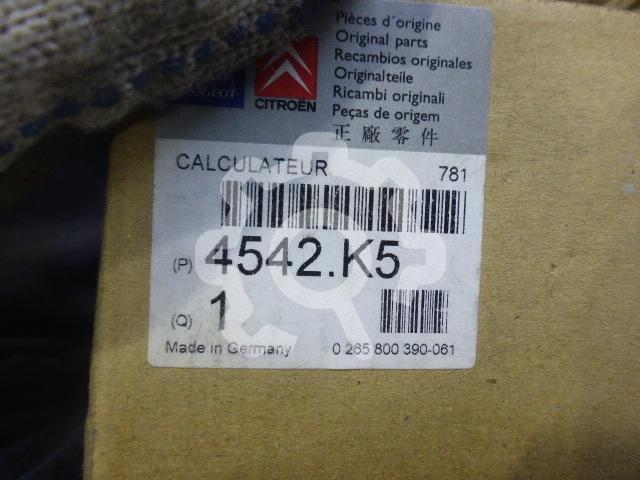 Pièces d'origine
Original parts
Recambios originales
Originalteile
Ricambi originali
Peças de origem
正廠零件
PEUGEOT
CITROËN
CALCULATEUR
781
(P) 4542.K5
(Q) 1
Made in Germany
0 265 800 390-061